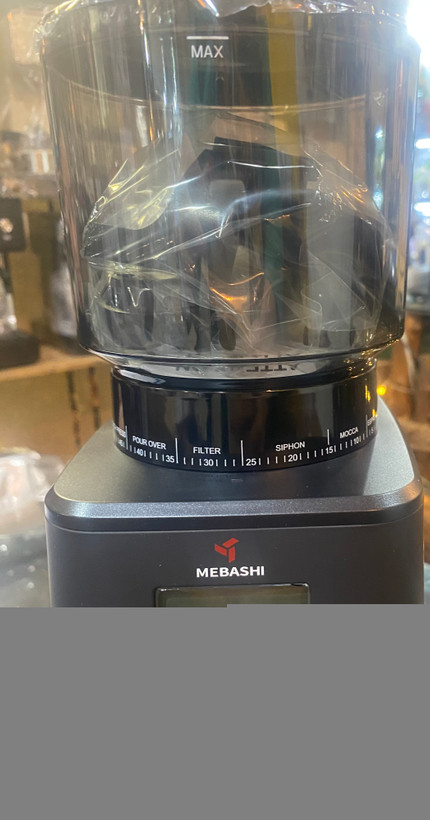 MAX
POUR OVER FILTER SIPHON MOCCA
40 35 30 25 20 15 10
MEBASHI